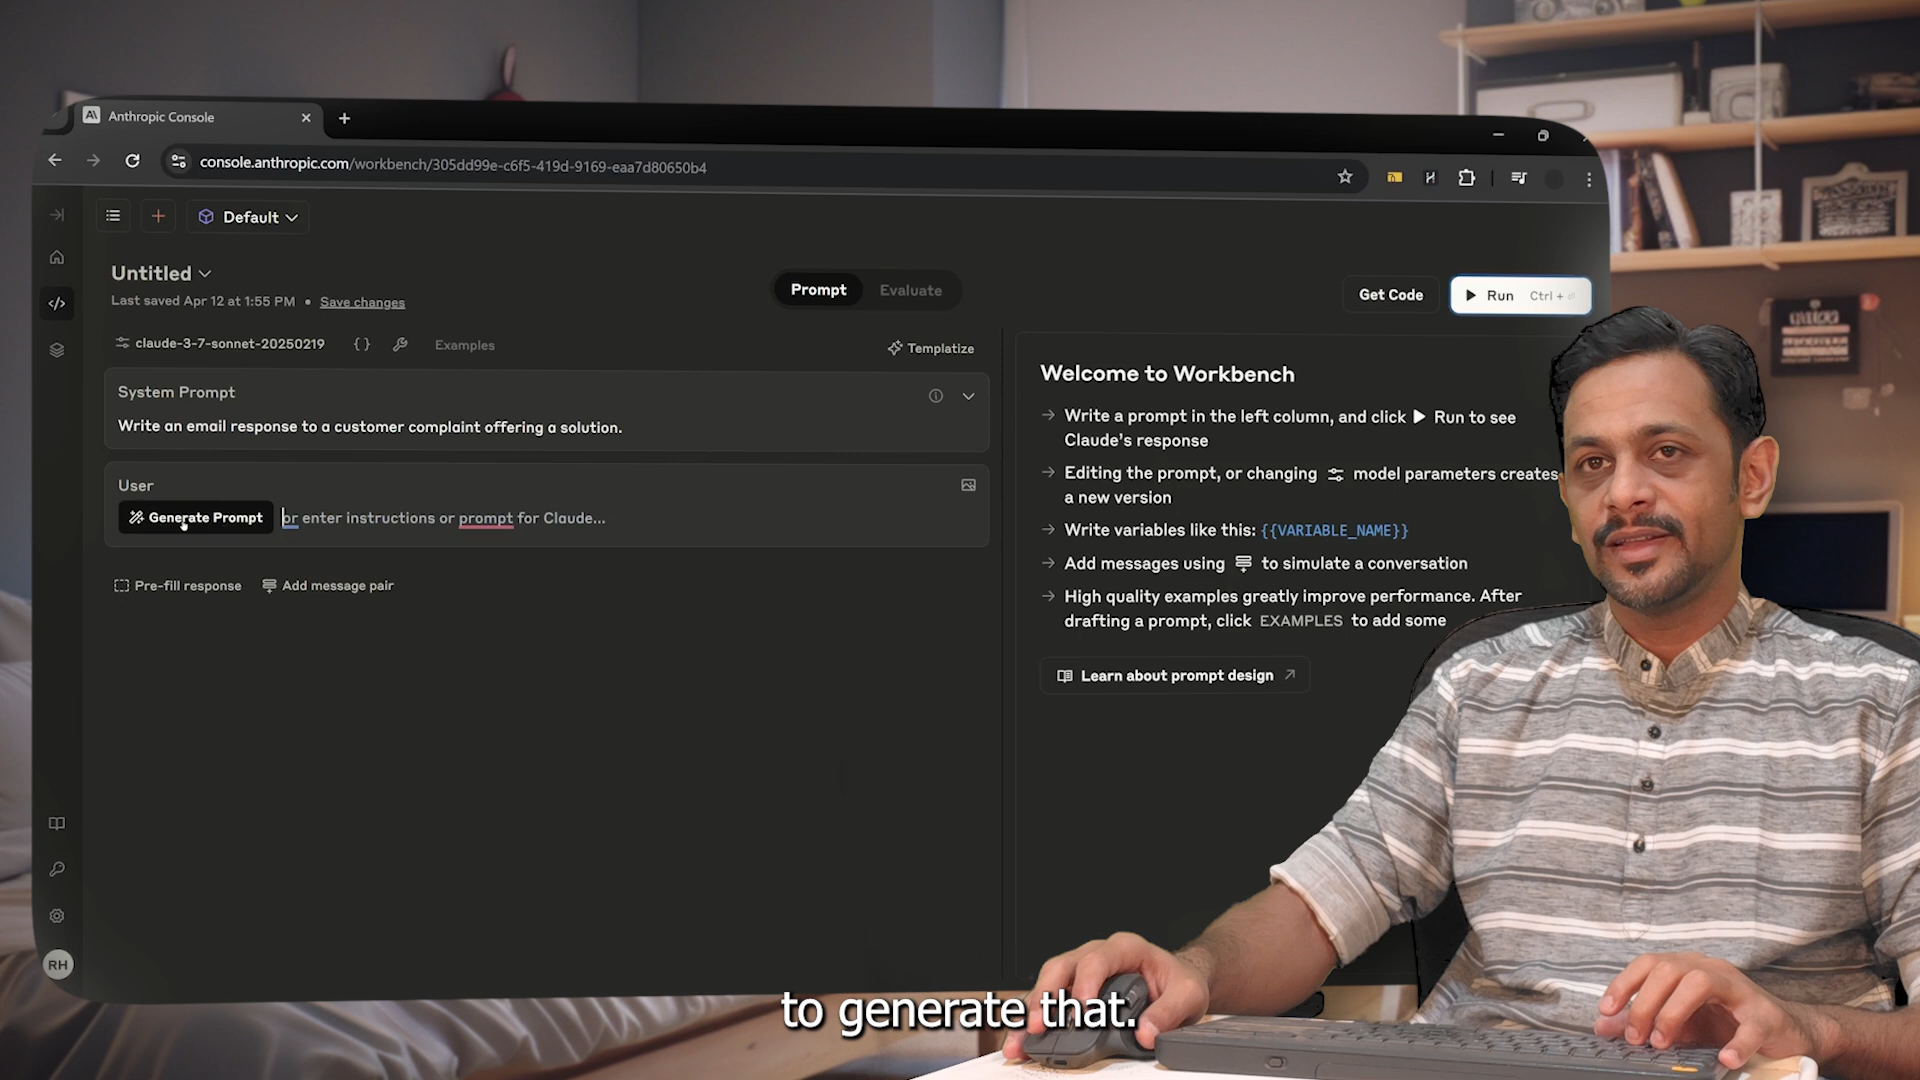 Anthropic Console
console.anthropic.com/workbench/305dd99e-c6f5-419d-9169-eaa7d80650b4
Default
Untitled
Last saved Apr 12 at 1:55 PM • Save changes
Prompt
Evaluate
Get Code
Run Ctrl +
claude-3-7-sonnet-20250219
{ }
Examples
Templatize
System Prompt
Write an email response to a customer complaint offering a solution.
User
Generate Prompt
or enter instructions or prompt for Claude...
Pre-fill response
Add message pair
Welcome to Workbench
Write a prompt in the left column, and click Run to see
Claude's response
Editing the prompt, or changing model parameters creates
a new version
Write variables like this: {{VARIABLE_NAME}}
Add messages using to simulate a conversation
High quality examples greatly improve performance. After
drafting a prompt, click EXAMPLES to add some
Learn about prompt design
RH
to generate that.